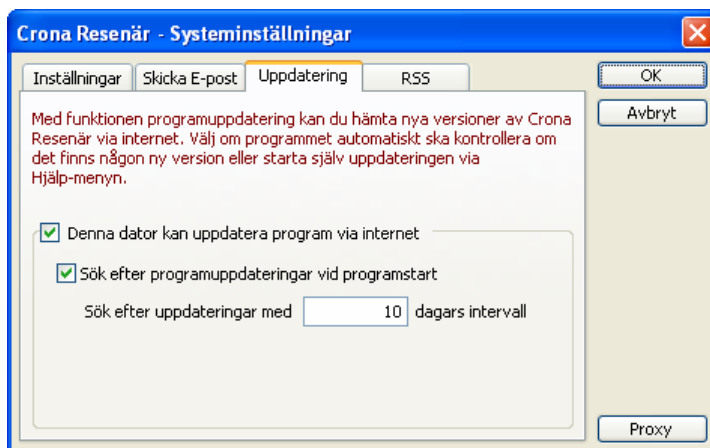 Crona Resenär - Systeminställningar
Inställningar Skicka E-post Uppdatering RSS
OK
Avbryt
Med funktionen programuppdatering kan du hämta nya versioner av Crona
Resenär via internet. Välj om programmet automatiskt ska kontrollera om
det finns någon ny version eller starta själv uppdateringen via
Hjälp-menyn.
Denna dator kan uppdatera program via internet
Sök efter programuppdateringar vid programstart
Sök efter uppdateringar med 10 dagars intervall
Proxy